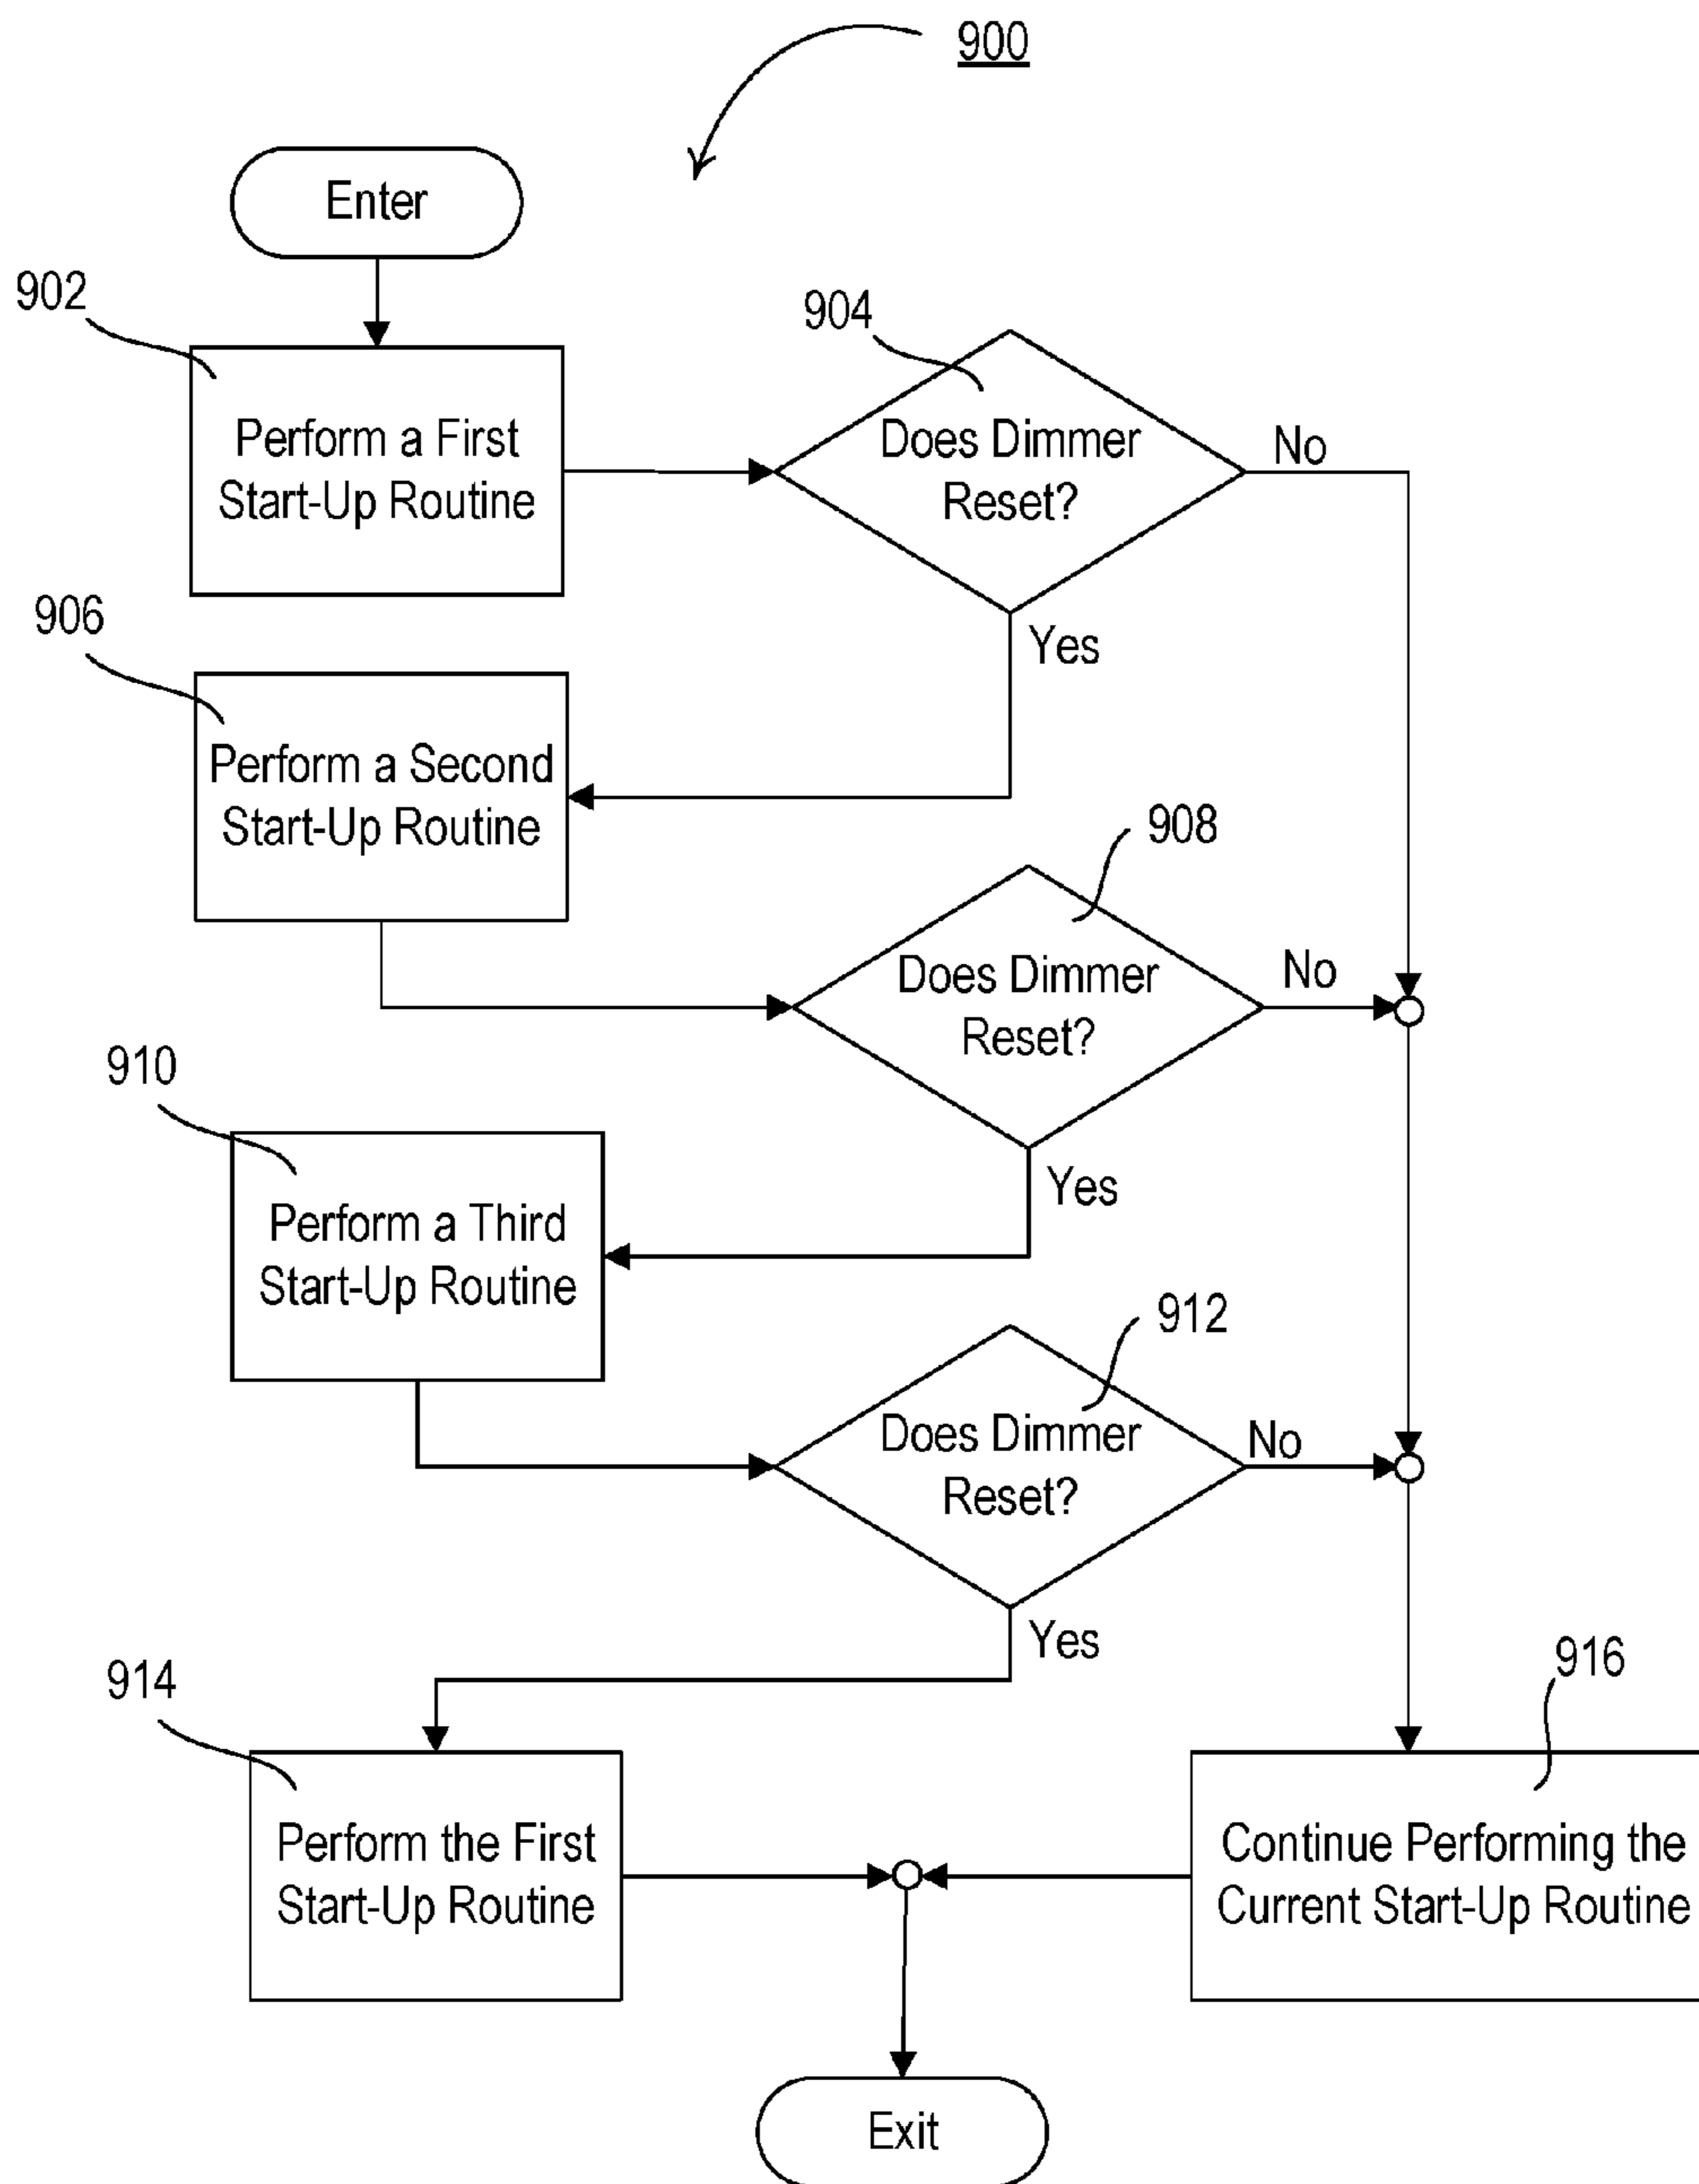 900
Enter
902
Perform a First
Start-Up Routine
904
Does Dimmer
Reset?
No
Yes
906
Perform a Second
Start-Up Routine
908
Does Dimmer
Reset?
No
Yes
910
Perform a Third
Start-Up Routine
912
Does Dimmer
Reset?
No
Yes
914
Perform the First
Start-Up Routine
916
Continue Performing the
Current Start-Up Routine
Exit